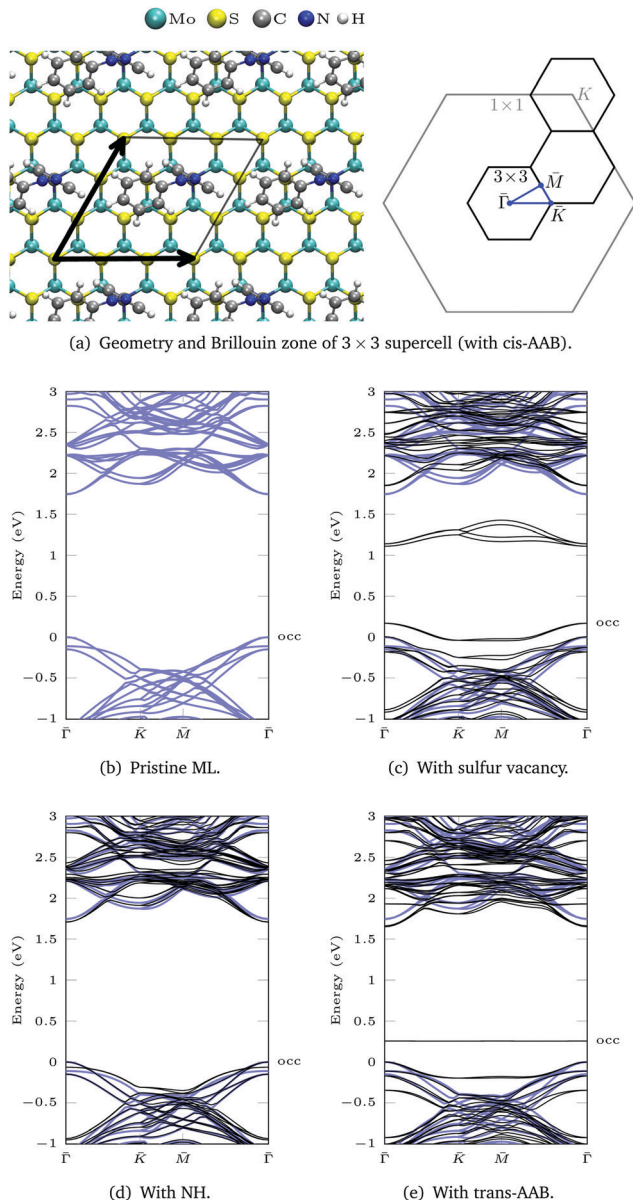 Mo S C N H
1×1
K
3×3
M̄
Γ̄
K̄
(a) Geometry and Brillouin zone of 3 × 3 supercell (with cis-AAB).
3
2.5
2
1.5
1
0.5
0
−0.5
−1
Energy (eV)
occ
Γ̄ K̄ M̄ Γ̄
(b) Pristine ML.
3
2.5
2
1.5
1
0.5
0
−0.5
−1
Energy (eV)
occ
Γ̄ K̄ M̄ Γ̄
(c) With sulfur vacancy.
3
2.5
2
1.5
1
0.5
0
−0.5
−1
Energy (eV)
occ
Γ̄ K̄ M̄ Γ̄
(d) With NH.
3
2.5
2
1.5
1
0.5
0
−0.5
−1
Energy (eV)
occ
Γ̄ K̄ M̄ Γ̄
(e) With trans-AAB.